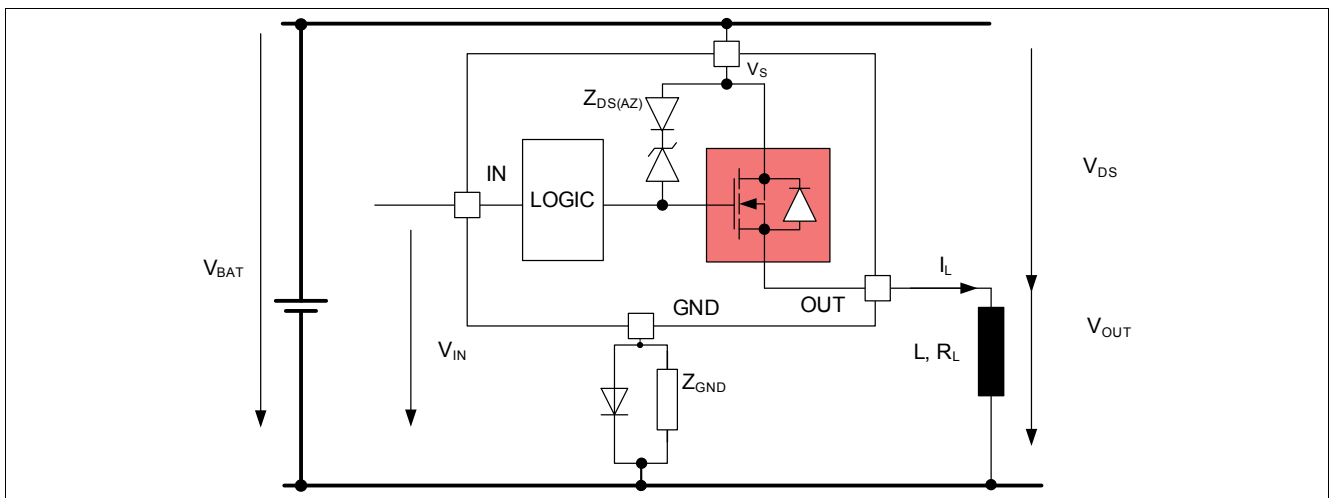 V_S
Z_DS(AZ)
V_DS
IN
LOGIC
V_BAT
I_L
GND
OUT
V_OUT
V_IN
L, R_L
Z_GND